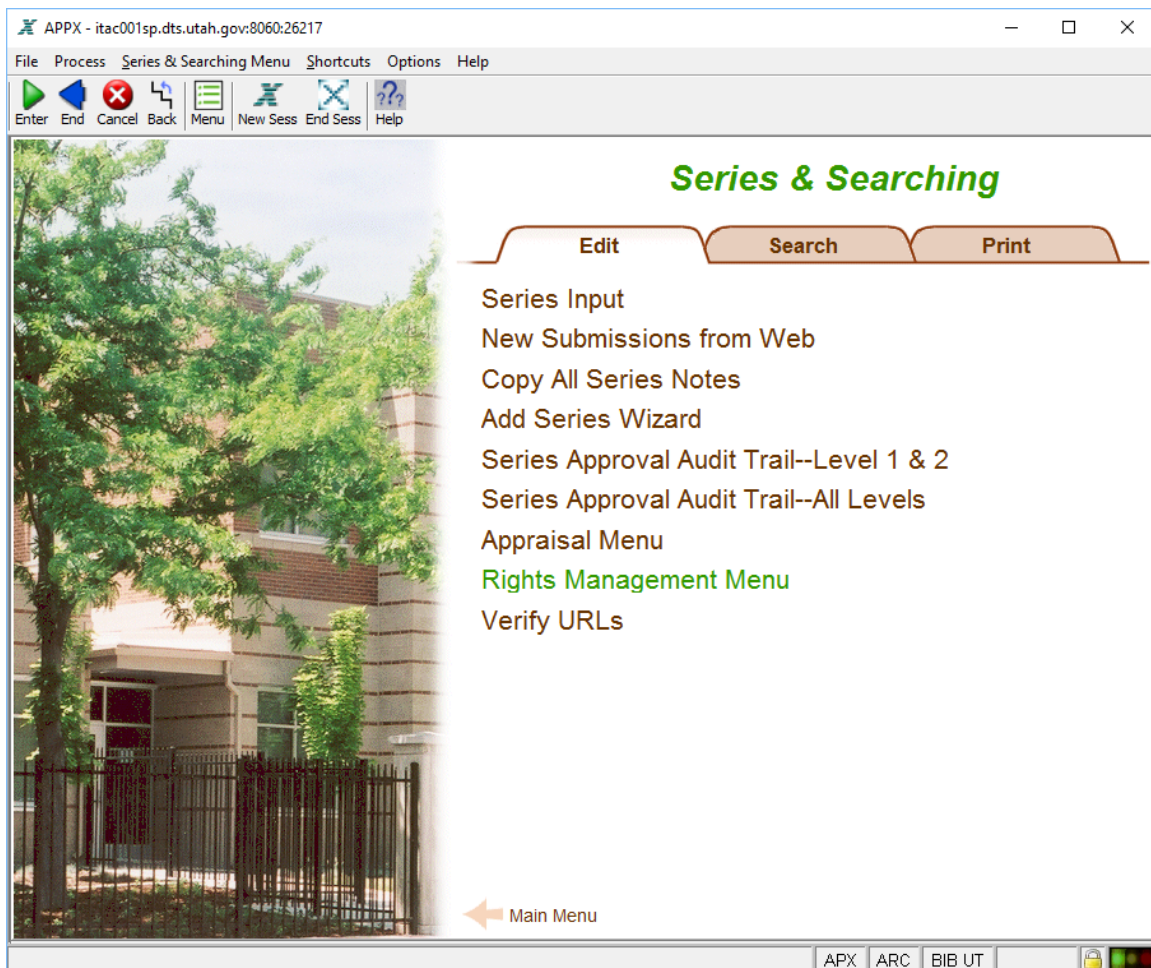 APPX - itac001sp.dts.utah.gov:8060:26217
File Process Series & Searching Menu Shortcuts Options Help
Enter End Cancel Back Menu New Sess End Sess Help
???
Series & Searching
Edit Search Print
Series Input
New Submissions from Web
Copy All Series Notes
Add Series Wizard
Series Approval Audit Trail--Level 1 & 2
Series Approval Audit Trail--All Levels
Appraisal Menu
Rights Management Menu
Verify URLs
Main Menu
APX ARC BIB UT